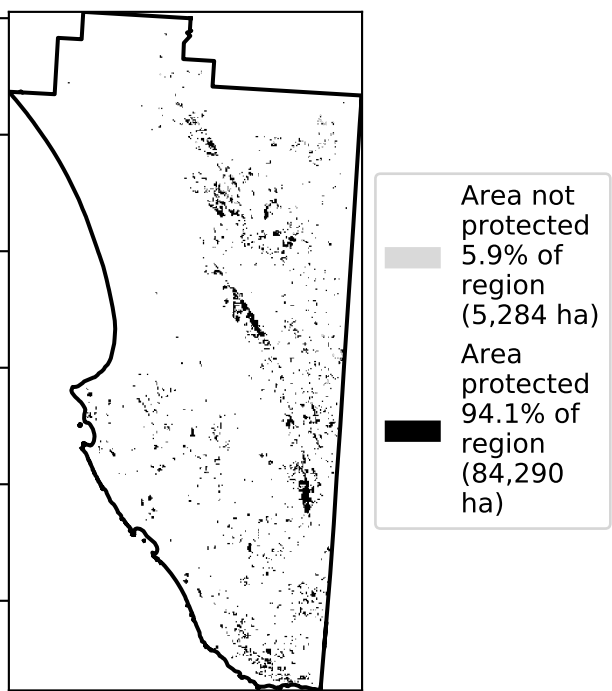 Area not
protected
5.9% of
region
(5,284 ha)
Area
protected
94.1% of
region
(84,290
ha)